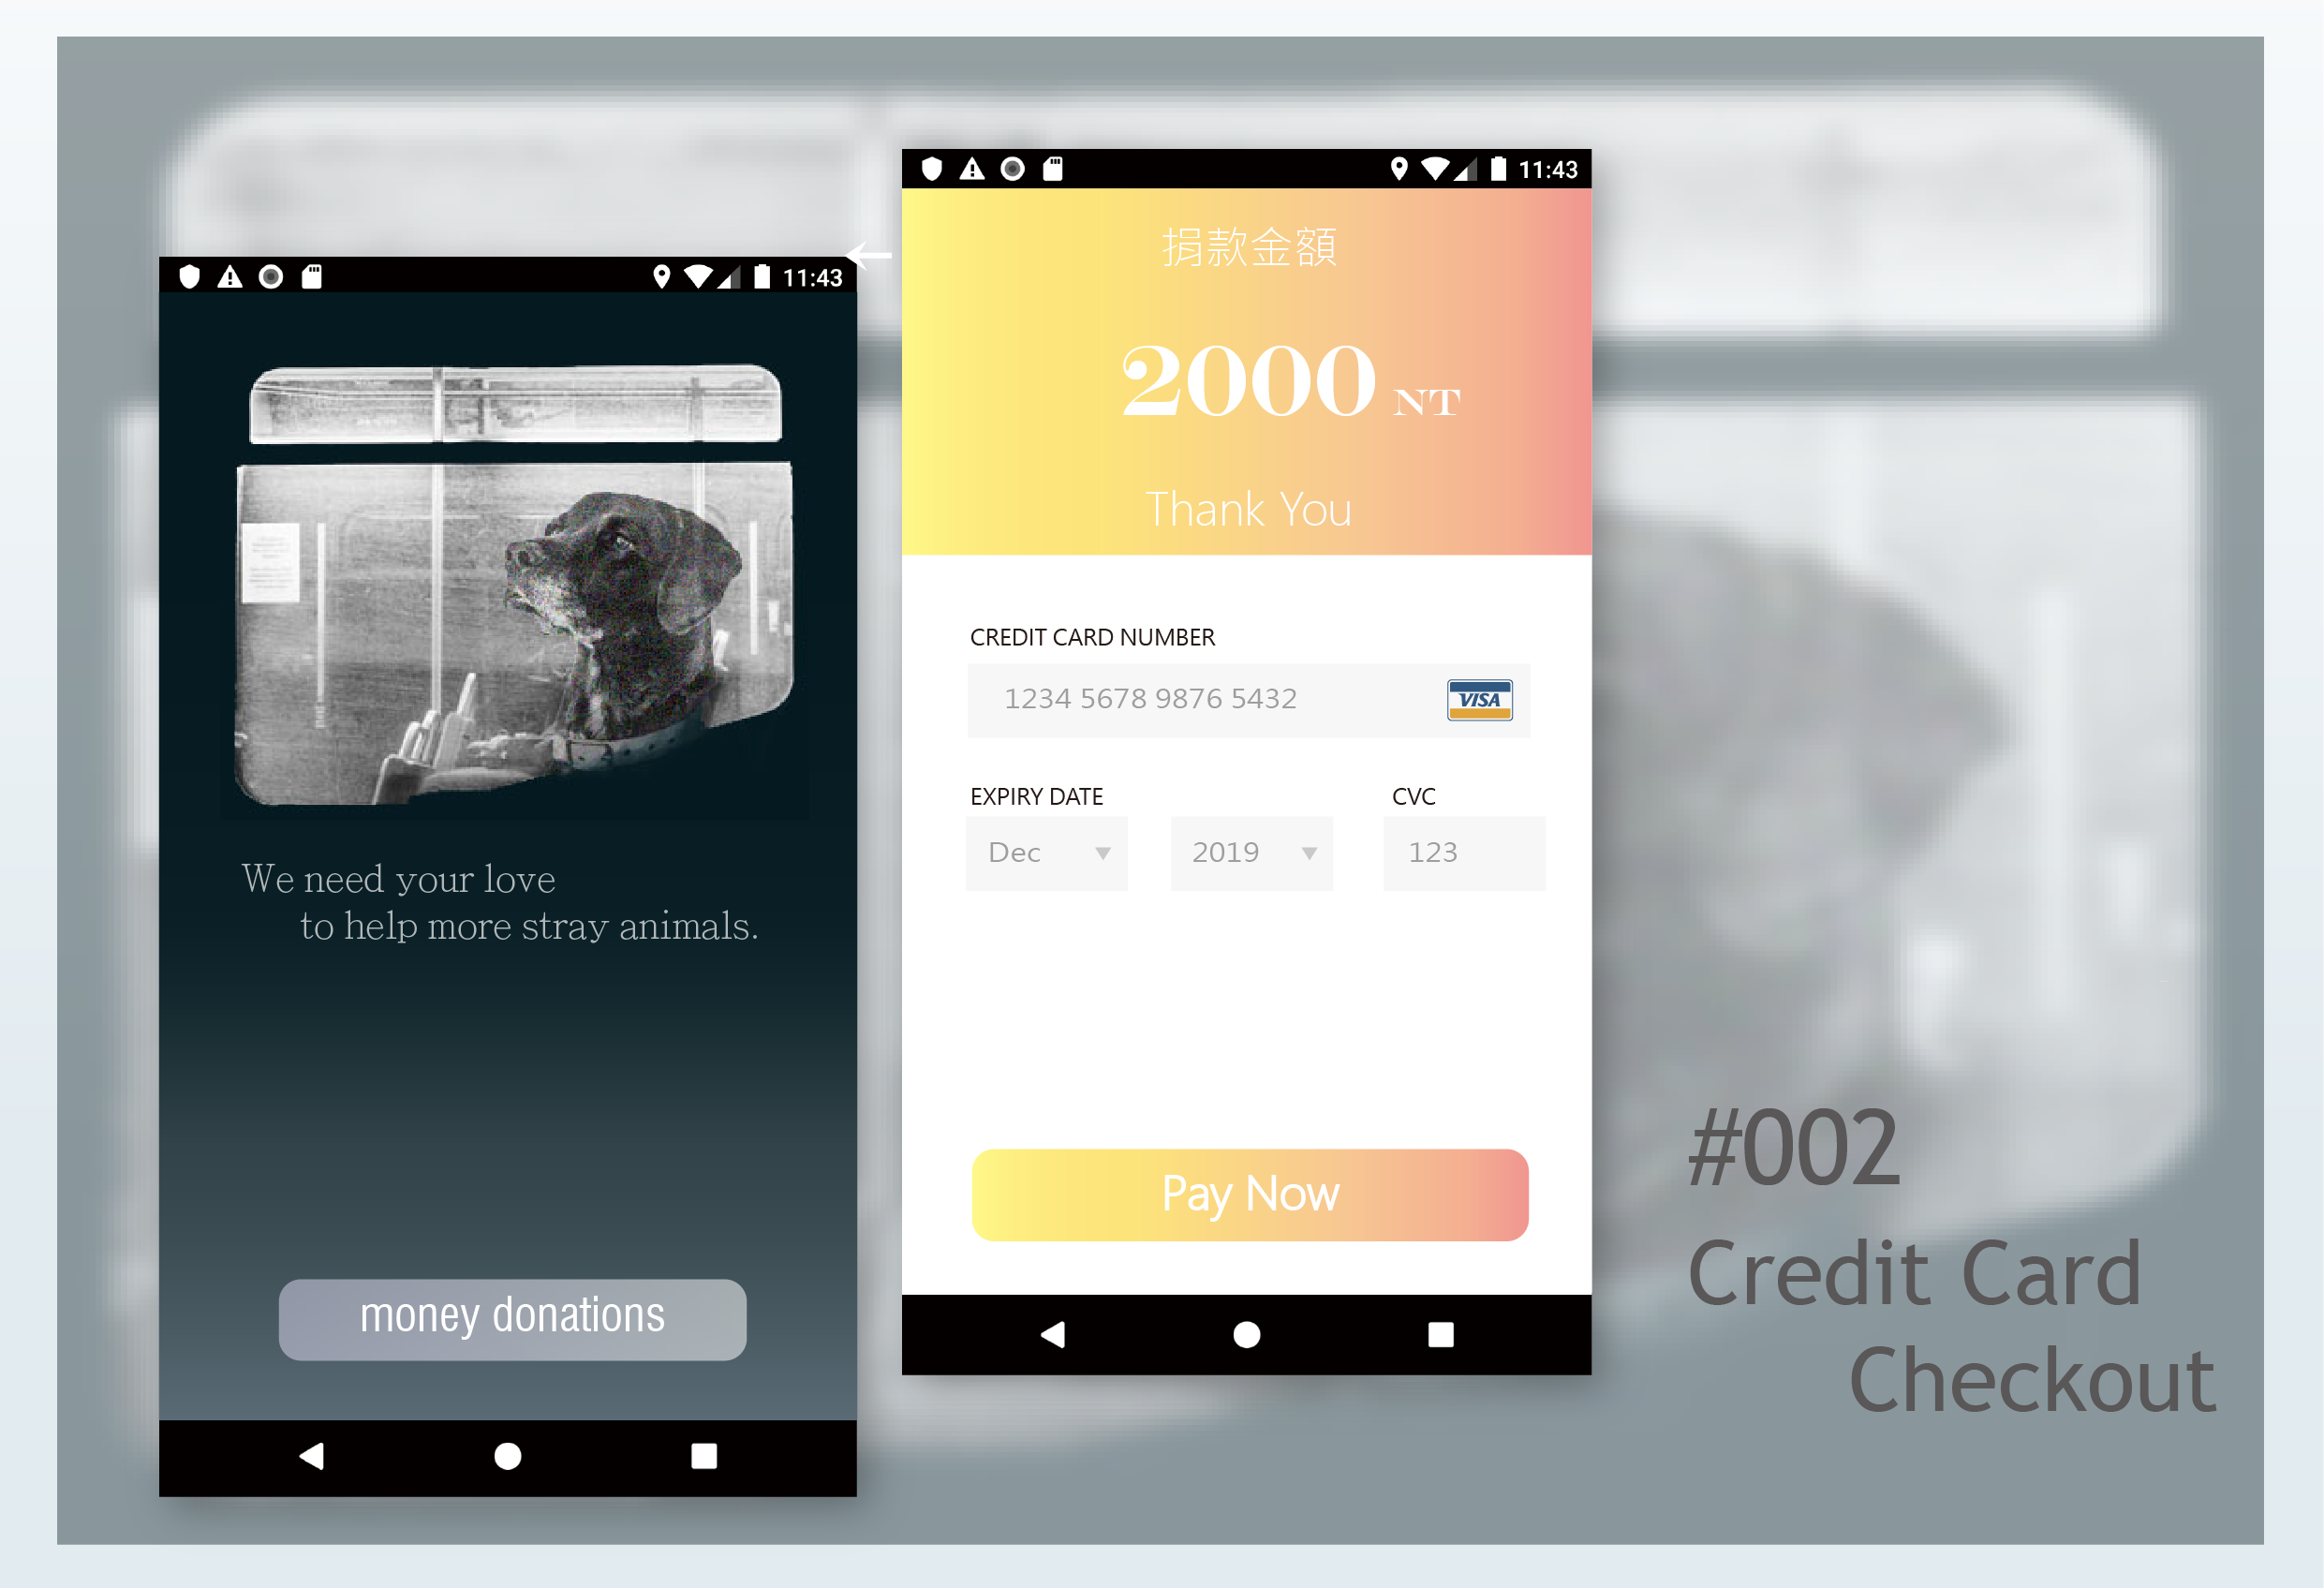 11:43
We need your love
to help more stray animals.
money donations
11:43
捐款金額
2000 NT
Thank You
CREDIT CARD NUMBER
1234 5678 9876 5432
VISA
EXPIRY DATE
CVC
Dec
2019
123
Pay Now
#002
Credit Card
Checkout